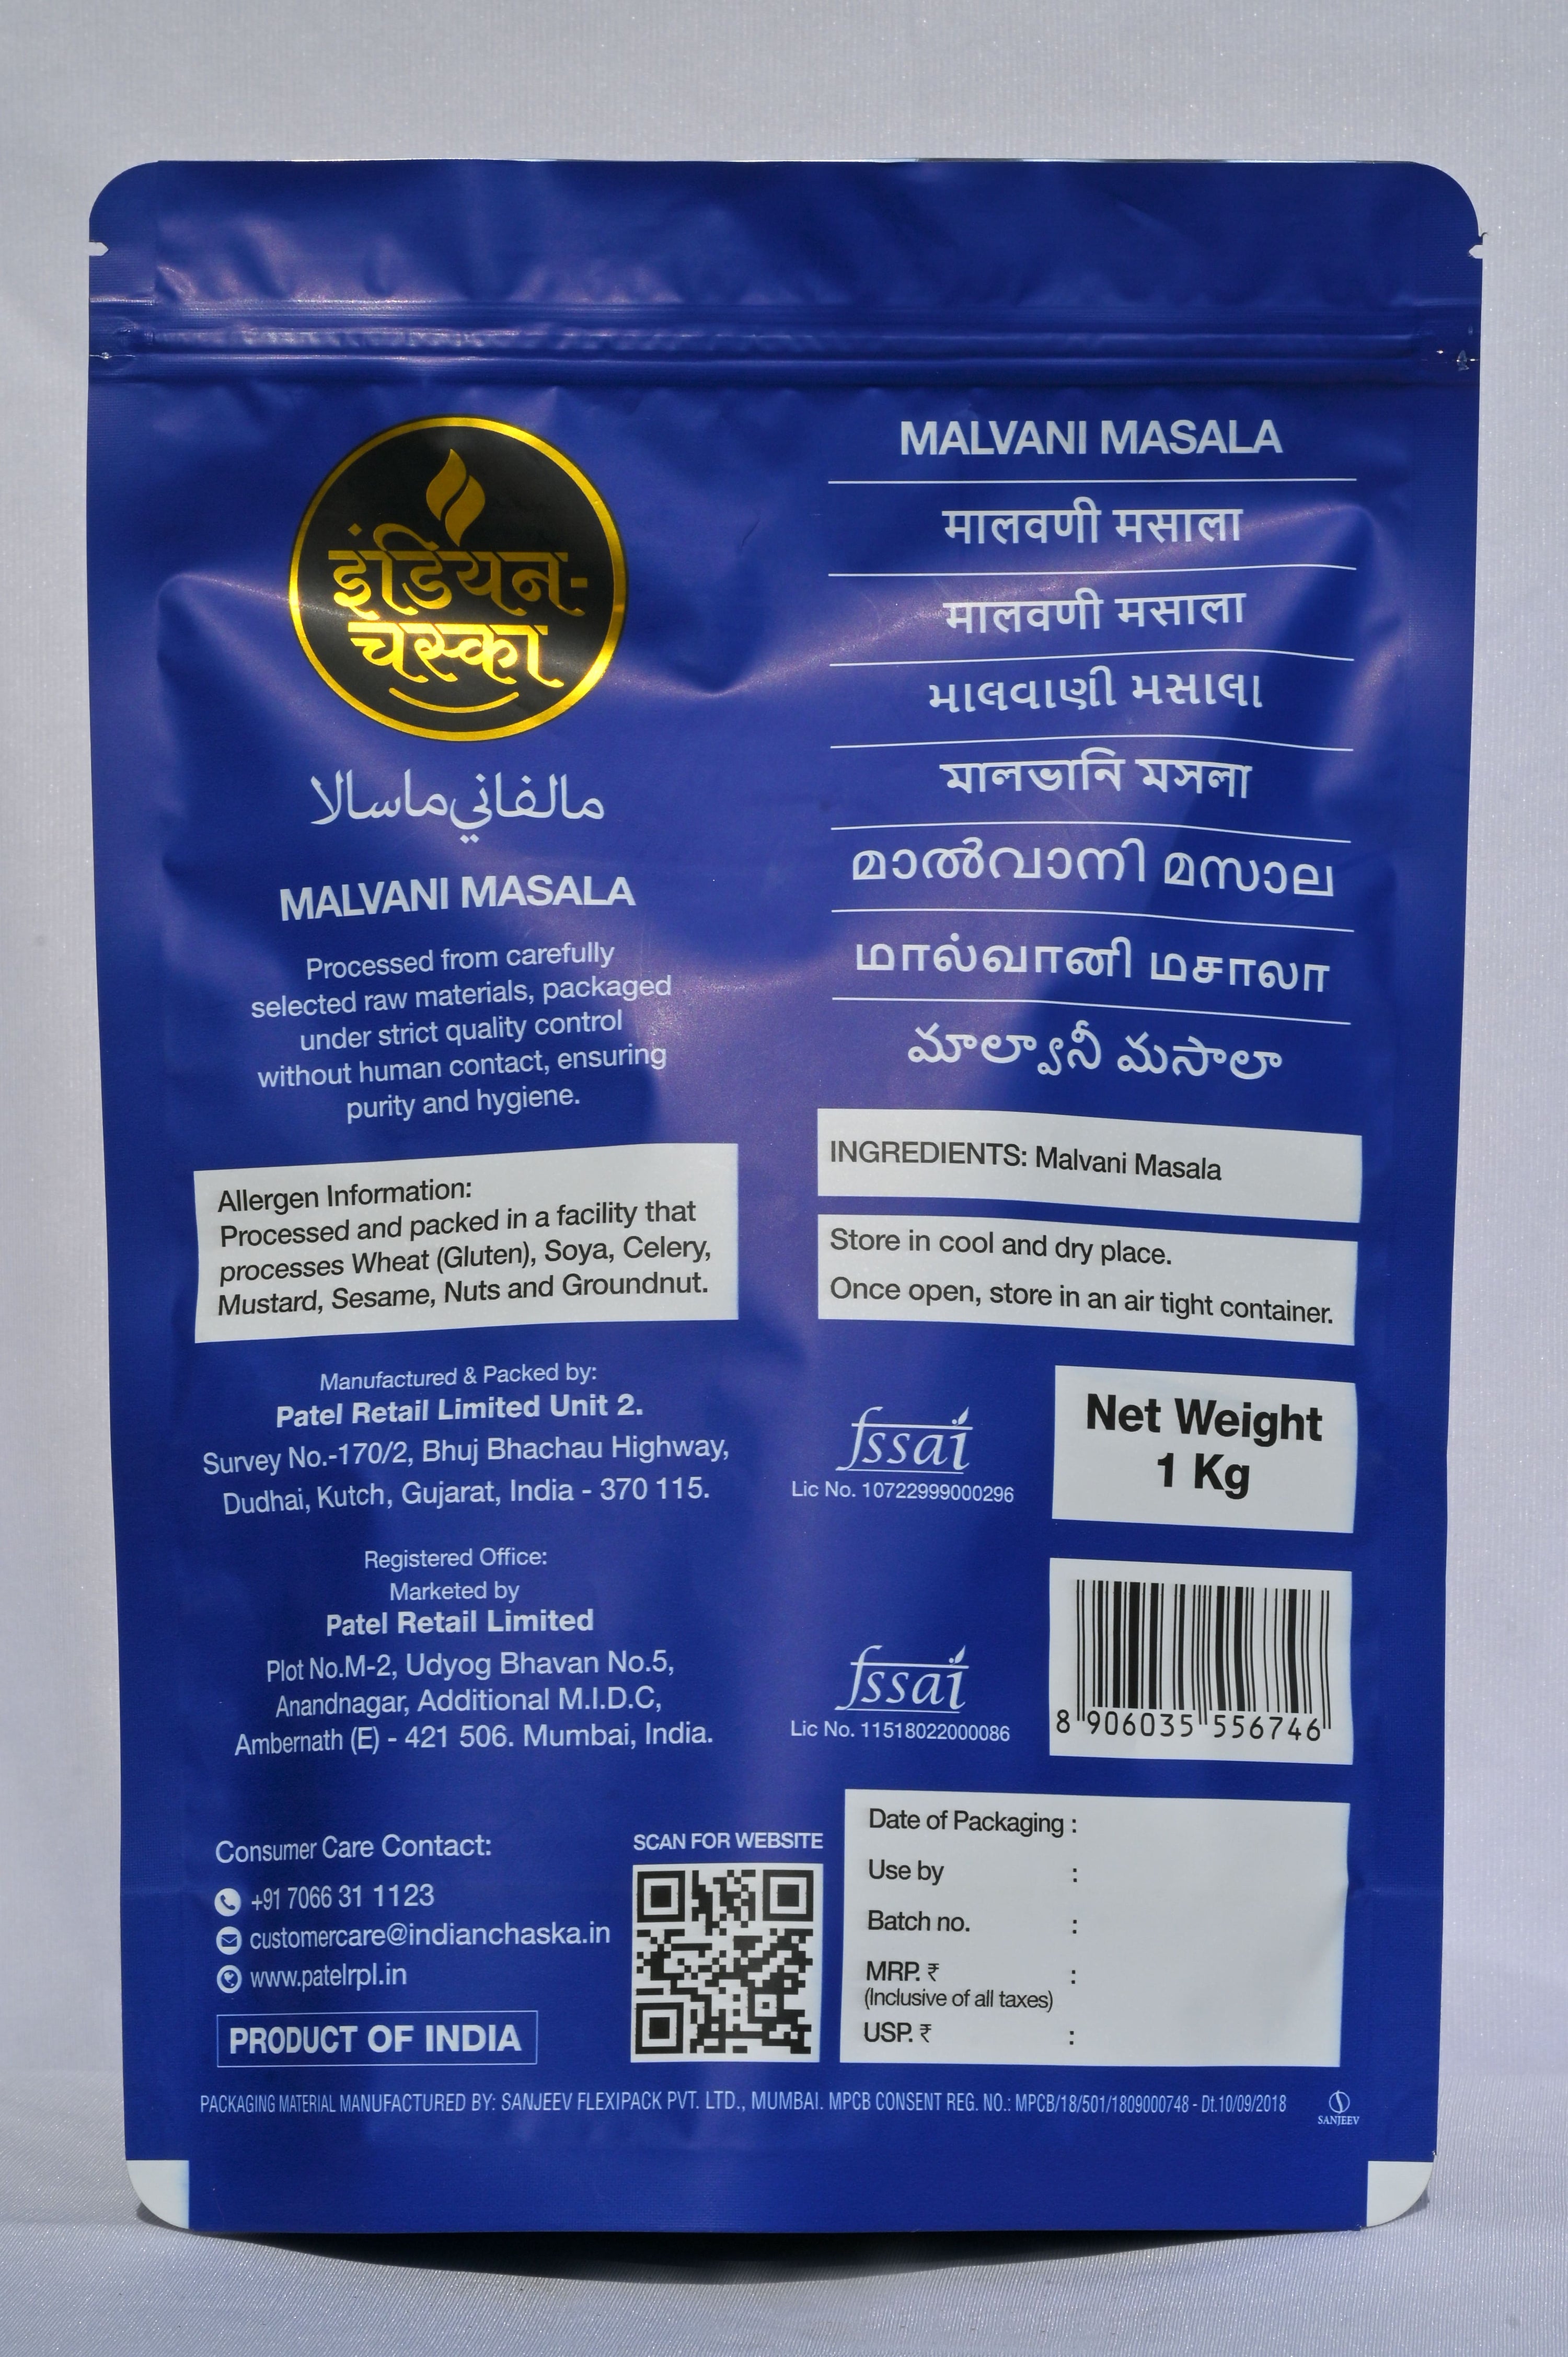 इंडियन-
चस्का
مالفاني ماسالا
MALVANI MASALA
Processed from carefully
selected raw materials, packaged
under strict quality control
without human contact, ensuring
purity and hygiene.
Allergen Information:
Processed and packed in a facility that
processes Wheat (Gluten), Soya, Celery,
Mustard, Sesame, Nuts and Groundnut.
Manufactured & Packed by:
Patel Retail Limited Unit 2.
Survey No.-170/2, Bhuj Bhachau Highway,
Dudhai, Kutch, Gujarat, India - 370 115.
Registered Office:
Marketed by
Patel Retail Limited
Plot No.M-2, Udyog Bhavan No.5,
Anandnagar, Additional M.I.D.C,
Ambernath (E) - 421 506. Mumbai, India.
Consumer Care Contact:
+91 7066 31 1123
customercare@indianchaska.in
www.patelrpl.in
PRODUCT OF INDIA
SCAN FOR WEBSITE
MALVANI MASALA
मालवणी मसाला
मालवणी मसाला
માલવાણી મસાલા
মালভানি মসলা
മാൽവാനി മസാല
மால்வானி மசாலா
మాల్వానీ మసాలా
INGREDIENTS: Malvani Masala
Store in cool and dry place.
Once open, store in an air tight container.
fssai
Lic No. 10722999000296
Net Weight
1 Kg
fssai
Lic No. 11518022000086
8 906035 556746
Date of Packaging :
Use by :
Batch no. :
MRP. ₹ :
(Inclusive of all taxes)
USP. ₹ :
PACKAGING MATERIAL MANUFACTURED BY: SANJEEV FLEXIPACK PVT. LTD., MUMBAI. MPCB CONSENT REG. NO.: MPCB/18/501/1809000748 - Dt.10/09/2018
SANJEEV